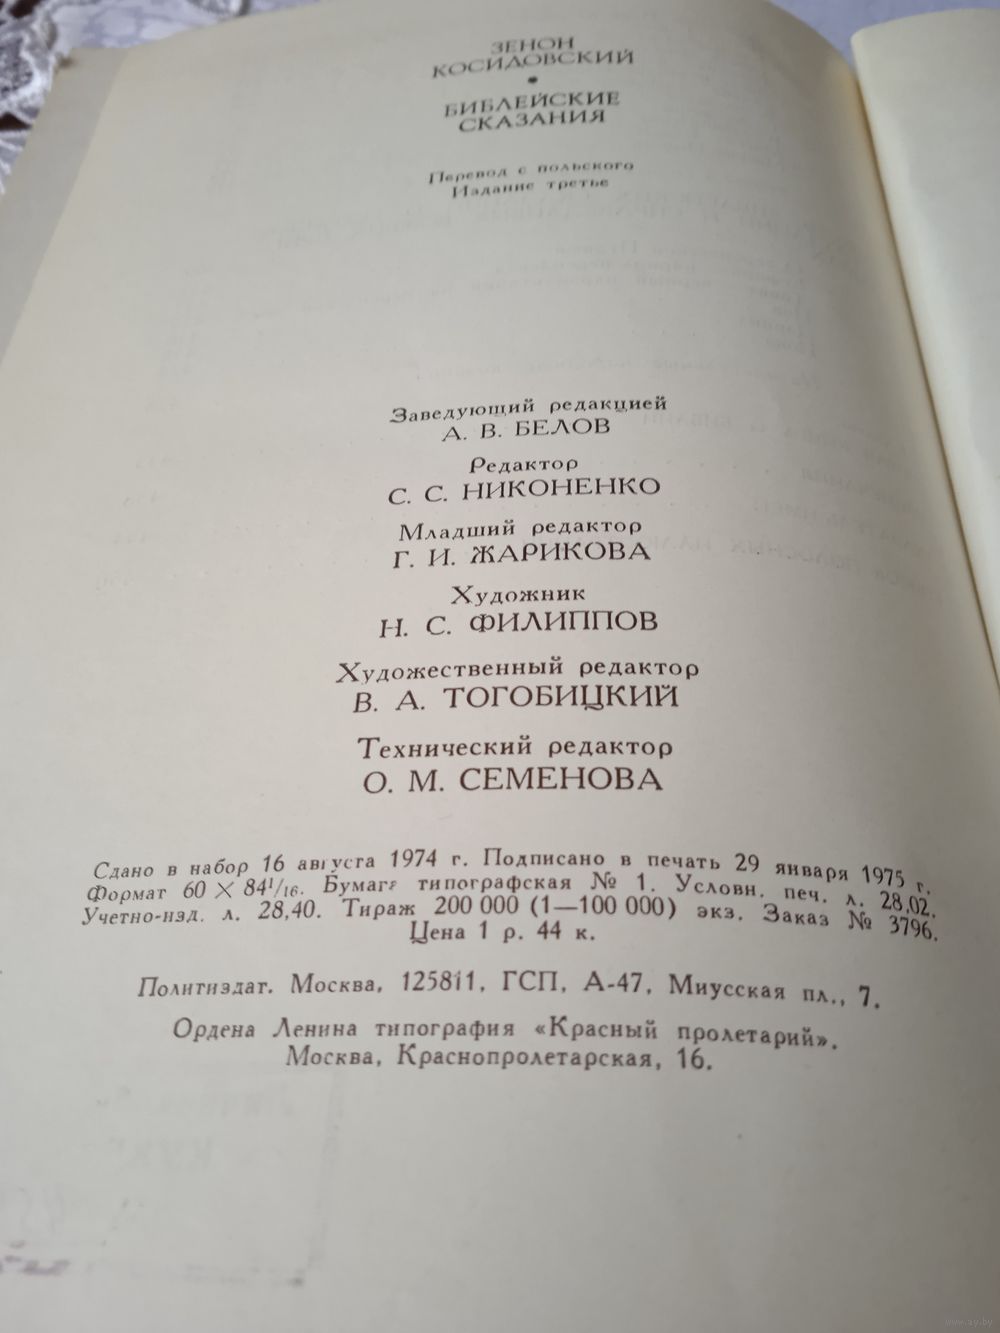 ЗЕНОН
КОСИДОВСКИЙ
•
БИБЛЕЙСКИЕ
СКАЗАНИЯ
Перевод с польского
Издание третье
Заведующий редакцией
А. В. БЕЛОВ
Редактор
С. С. НИКОНЕНКО
Младший редактор
Г. И. ЖАРИКОВА
Художник
Н. С. ФИЛИППОВ
Художественный редактор
В. А. ТОГОБИЦКИЙ
Технический редактор
О. М. СЕМЕНОВА
Сдано в набор 16 августа 1974 г. Подписано в печать 29 января 1975 г.
Формат 60 × 84¹/₁₆. Бумага типографская № 1. Условн. печ. л. 28,02.
Учетно-изд. л. 28,40. Тираж 200 000 (1—100 000) экз. Заказ № 3796.
Цена 1 р. 44 к.
Политиздат. Москва, 125811, ГСП, А-47, Миусская пл., 7.
Ордена Ленина типография «Красный пролетарий».
Москва, Краснопролетарская, 16.
www.ay.by